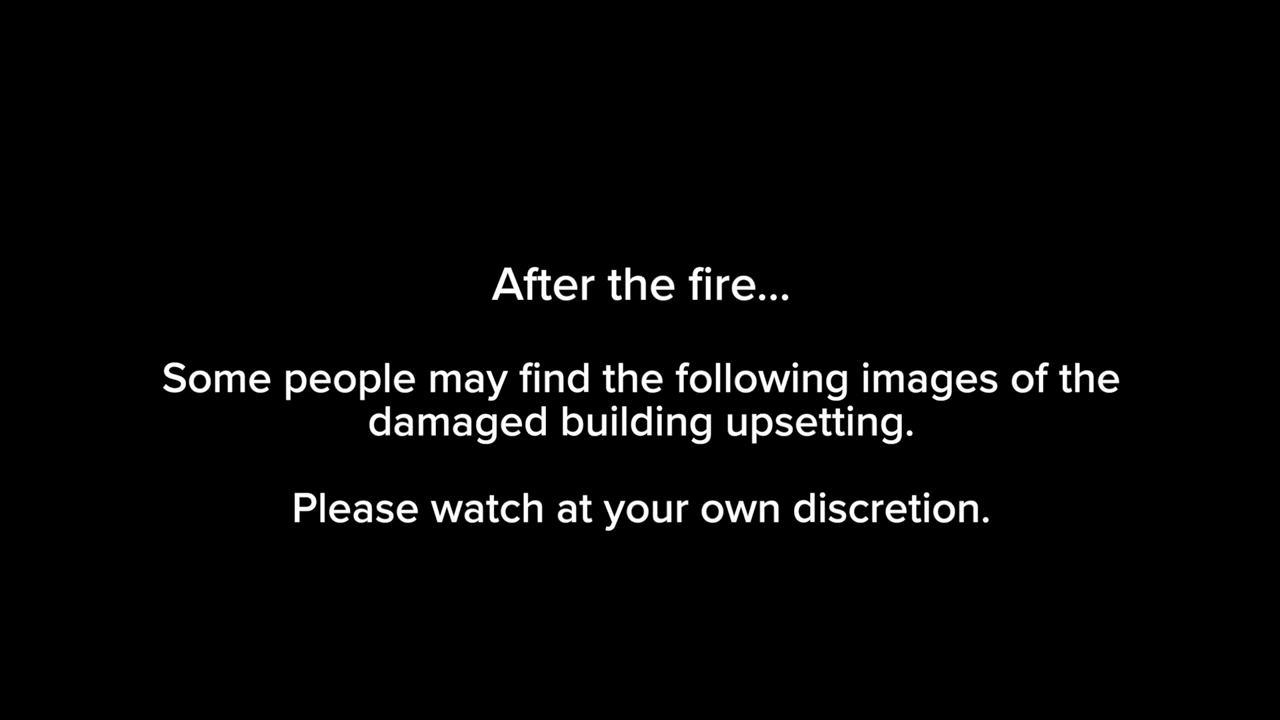 After the fire...
Some people may find the following images of the
damaged building upsetting.
Please watch at your own discretion.